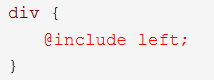 div {
    @include left;
}